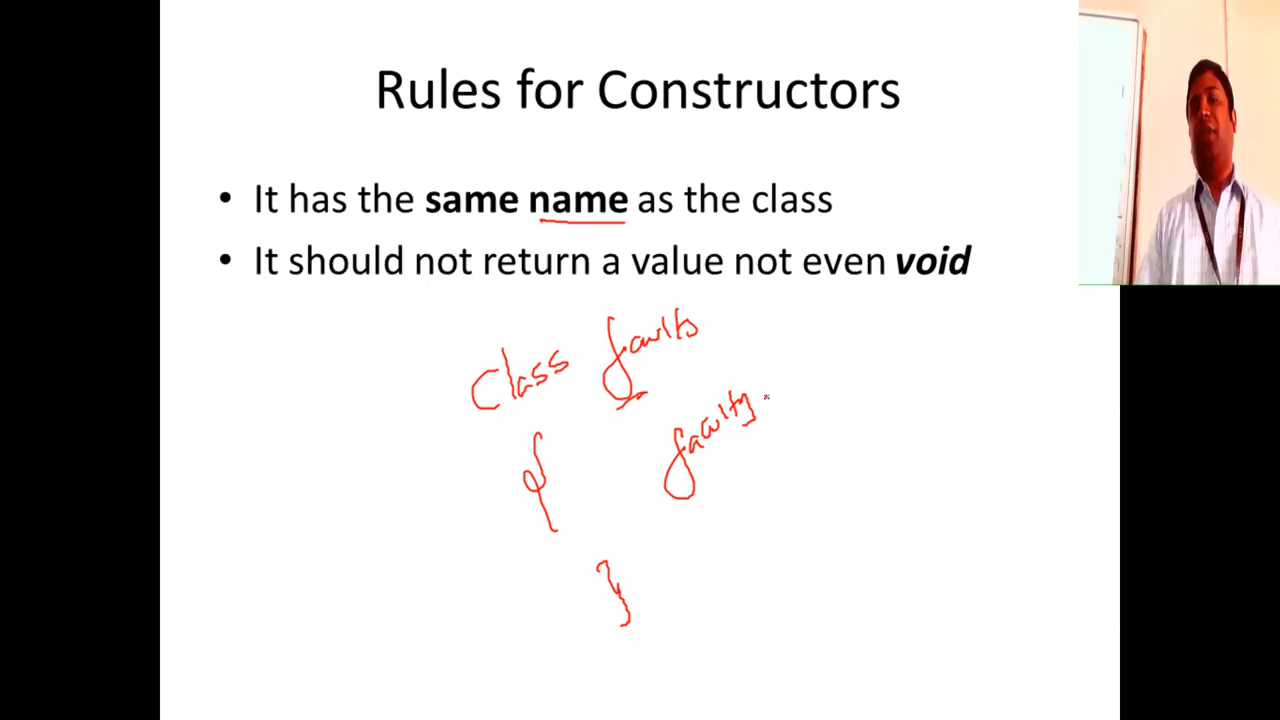 Rules for Constructors
• It has the same name as the class
• It should not return a value not even void
Class faculty
{
faculty
}